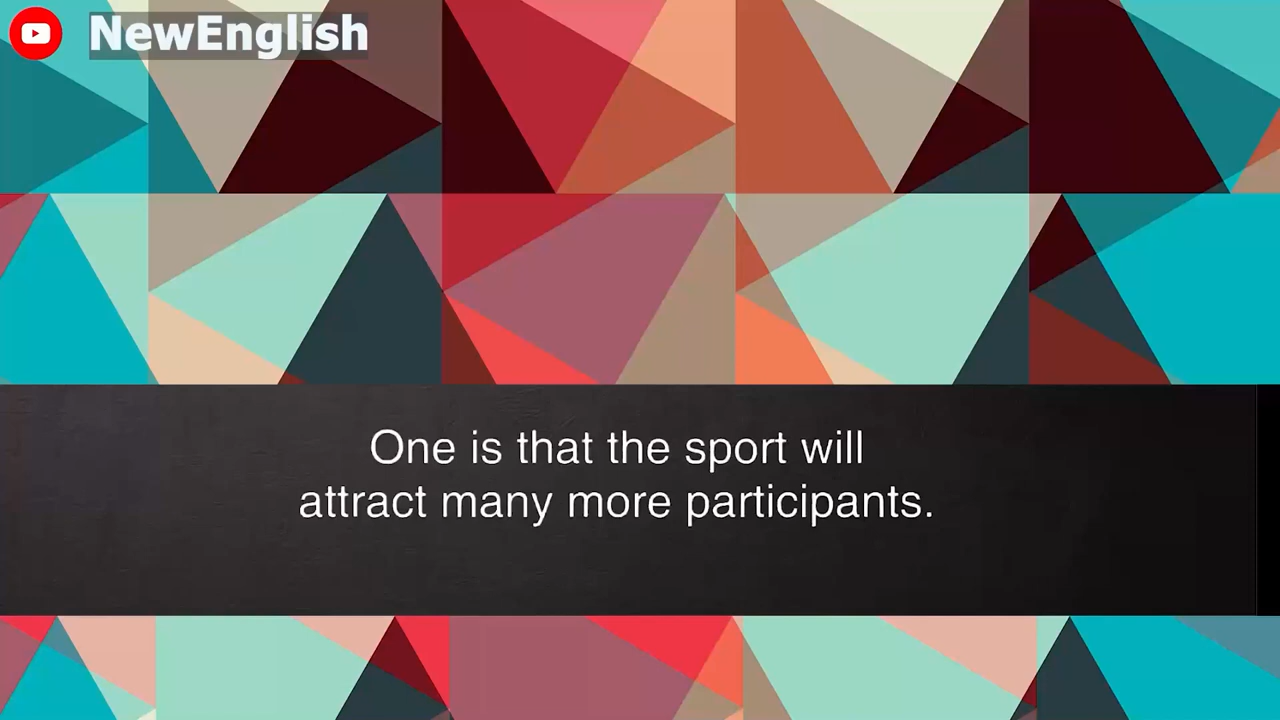 NewEnglish
One is that the sport will
attract many more participants.